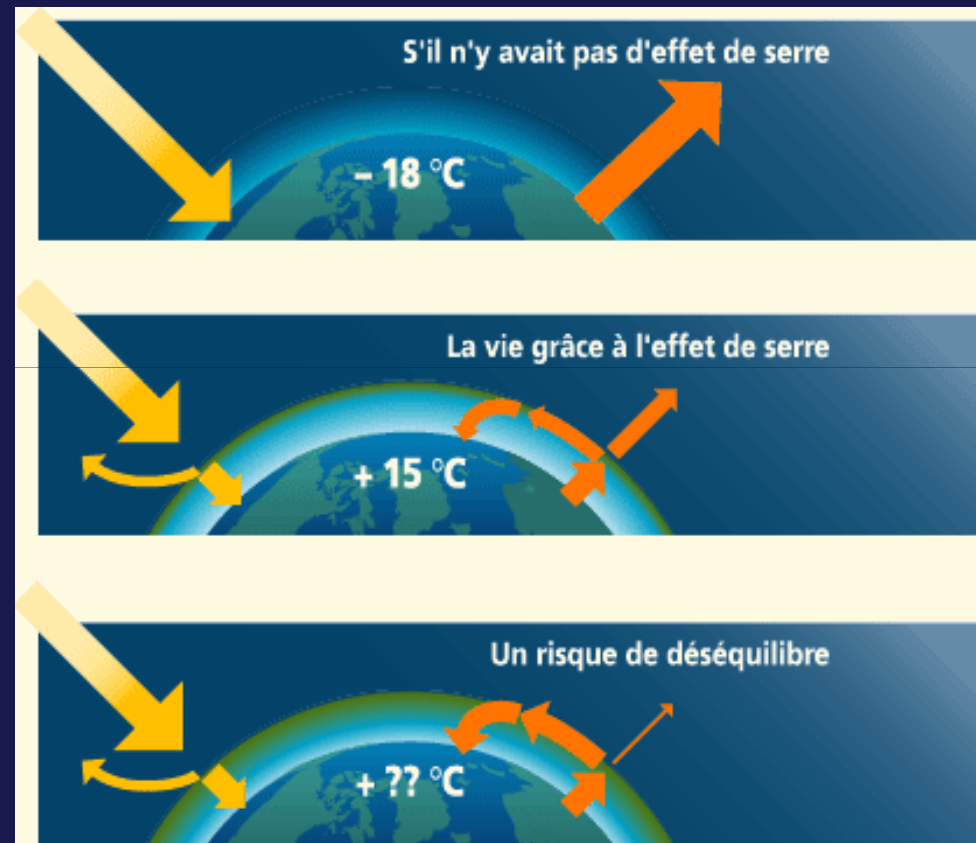 S'il n'y avait pas d'effet de serre
– 18 °C
La vie grâce à l'effet de serre
+ 15 °C
Un risque de déséquilibre
+ ?? °C